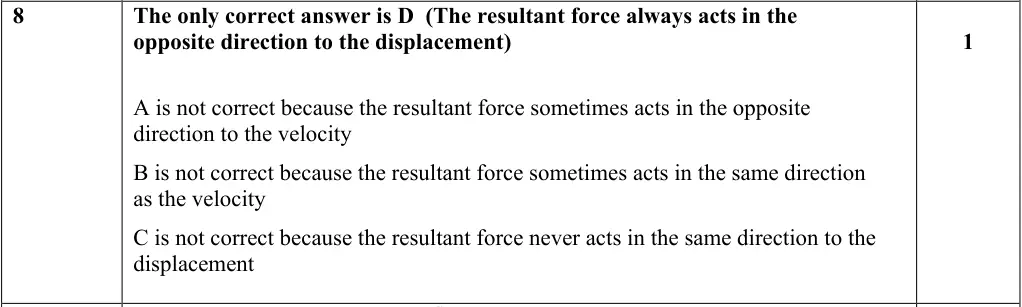 8
The only correct answer is D  (The resultant force always acts in the
opposite direction to the displacement)
1
A is not correct because the resultant force sometimes acts in the opposite
direction to the velocity
B is not correct because the resultant force sometimes acts in the same direction
as the velocity
C is not correct because the resultant force never acts in the same direction to the
displacement